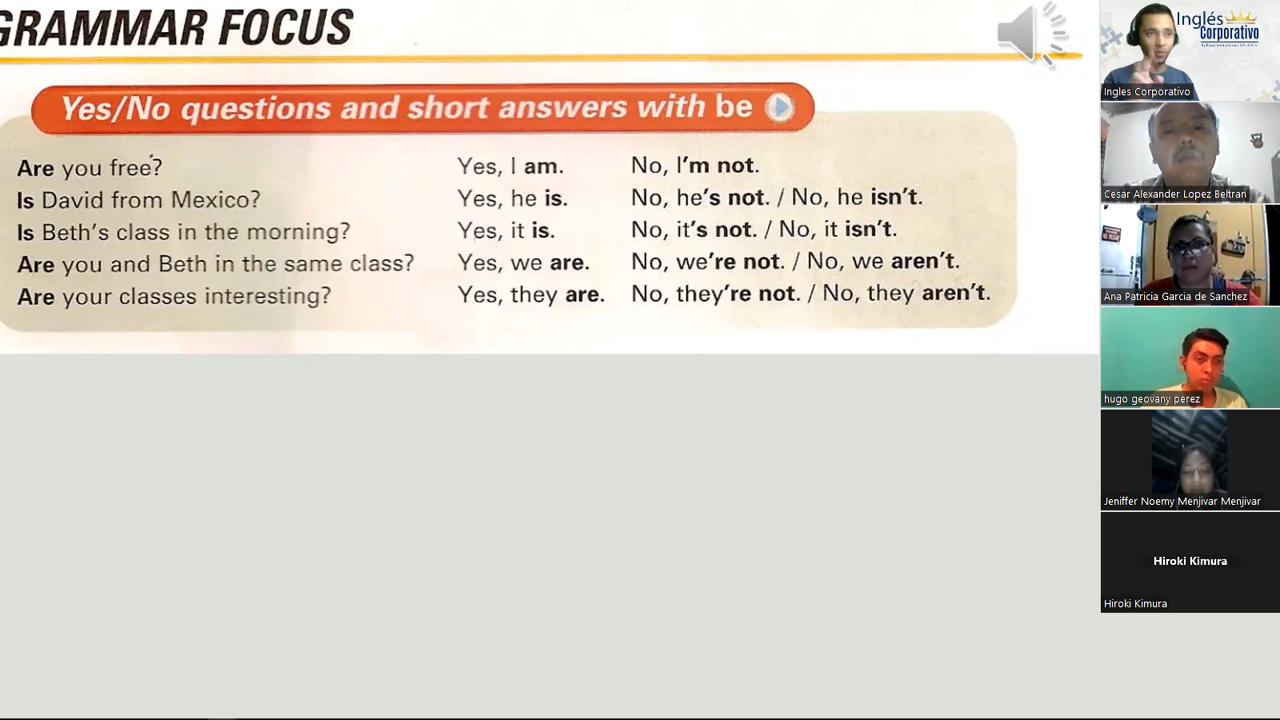 GRAMMAR FOCUS
Yes/No questions and short answers with be
Are you free? Yes, I am. No, I'm not.
Is David from Mexico? Yes, he is. No, he's not. / No, he isn't.
Is Beth's class in the morning? Yes, it is. No, it's not. / No, it isn't.
Are you and Beth in the same class? Yes, we are. No, we're not. / No, we aren't.
Are your classes interesting? Yes, they are. No, they're not. / No, they aren't.
Inglés
Corporativo
Ingles Corporativo
Cesar Alexander Lopez Beltran
Ana Patricia Garcia de Sanchez
hugo geovany perez
Jeniffer Noemy Menjivar Menjivar
Hiroki Kimura
Hiroki Kimura